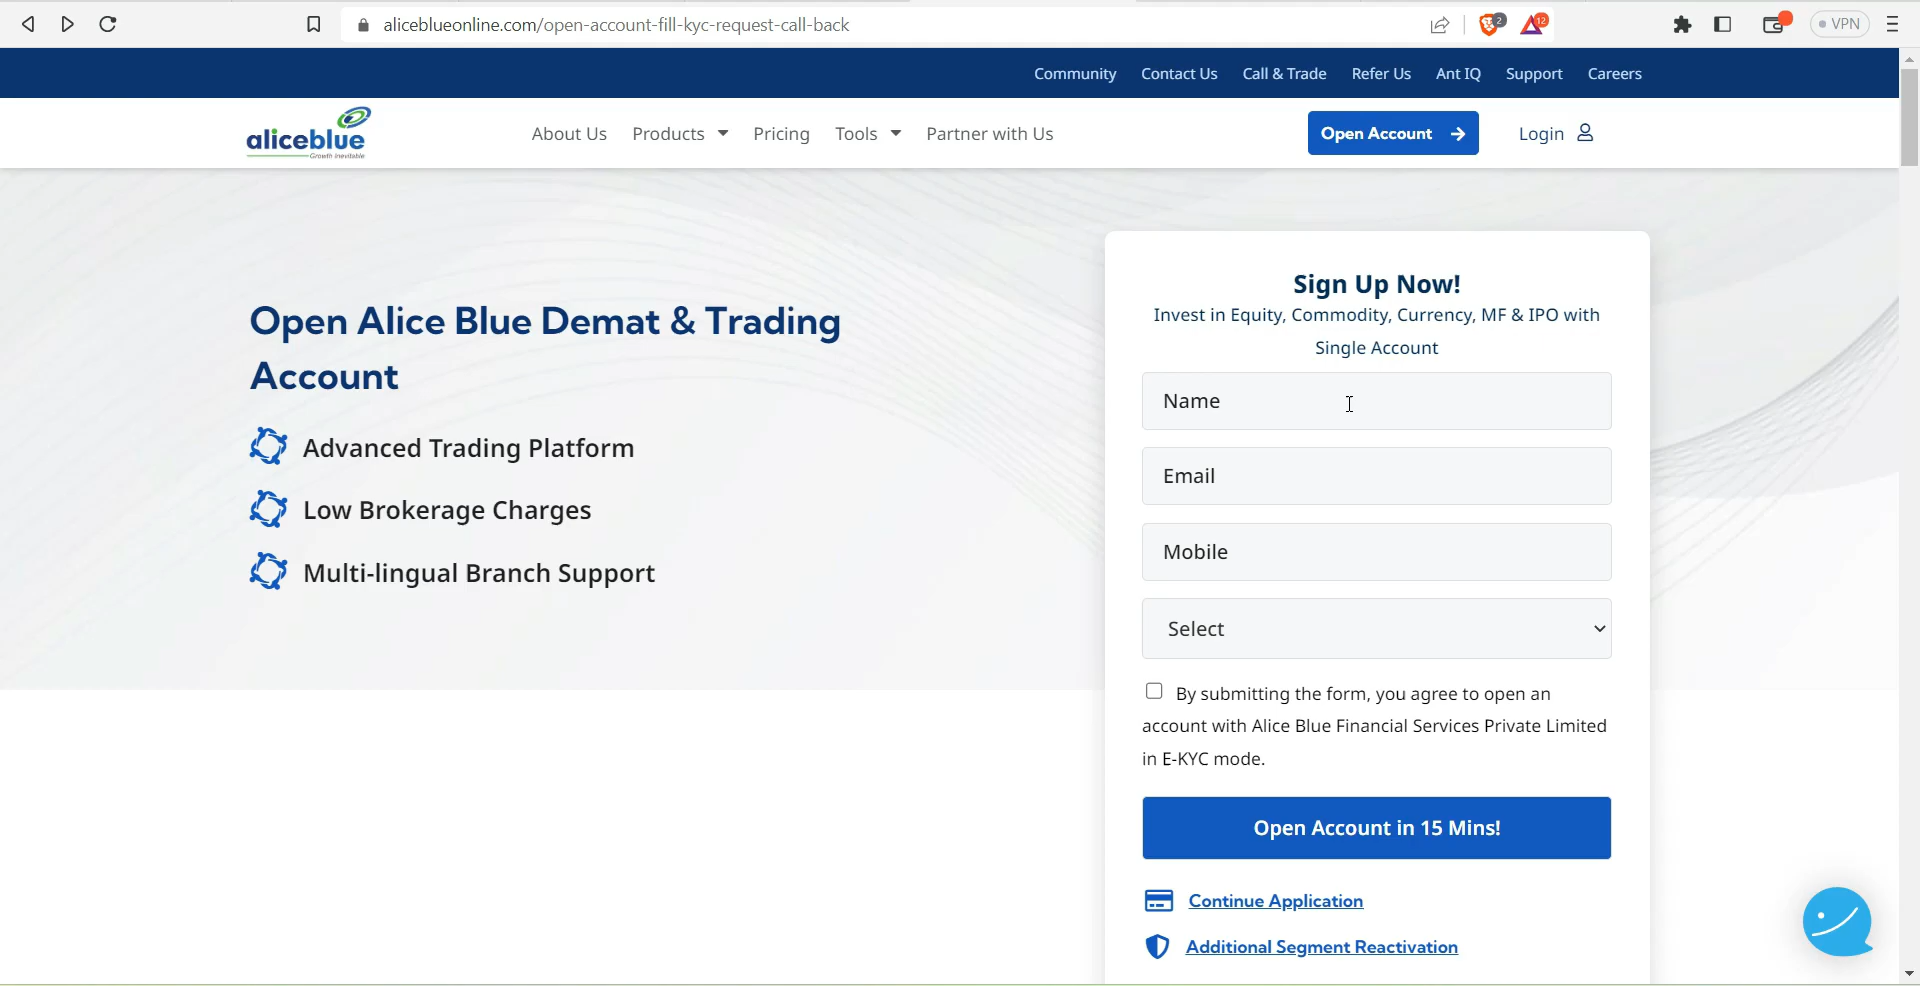 aliceblueonline.com/open-account-fill-kyc-request-call-back
2
12
VPN
Community
Contact Us
Call & Trade
Refer Us
Ant IQ
Support
Careers
aliceblue
Growth Inevitable
About Us
Products
Pricing
Tools
Partner with Us
Open Account
Login
Open Alice Blue Demat & Trading
Account
Advanced Trading Platform
Low Brokerage Charges
Multi-lingual Branch Support
Sign Up Now!
Invest in Equity, Commodity, Currency, MF & IPO with
Single Account
Name
Email
Mobile
Select
By submitting the form, you agree to open an
account with Alice Blue Financial Services Private Limited
in E-KYC mode.
Open Account in 15 Mins!
Continue Application
Additional Segment Reactivation